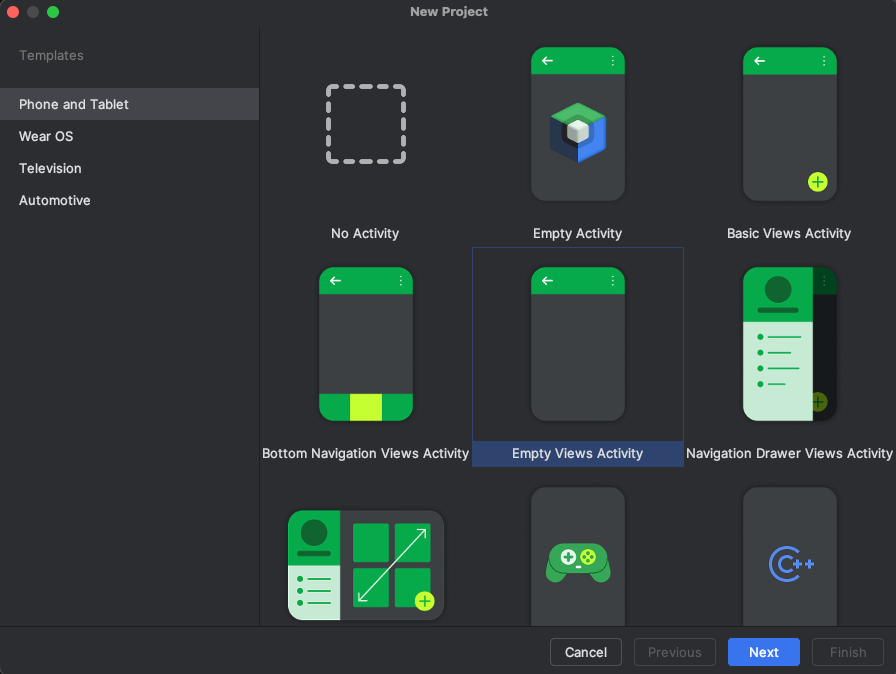 New Project
Templates
Phone and Tablet
Wear OS
Television
Automotive
No Activity
Empty Activity
Basic Views Activity
Bottom Navigation Views Activity
Empty Views Activity
Navigation Drawer Views Activity
C++
Cancel
Previous
Next
Finish